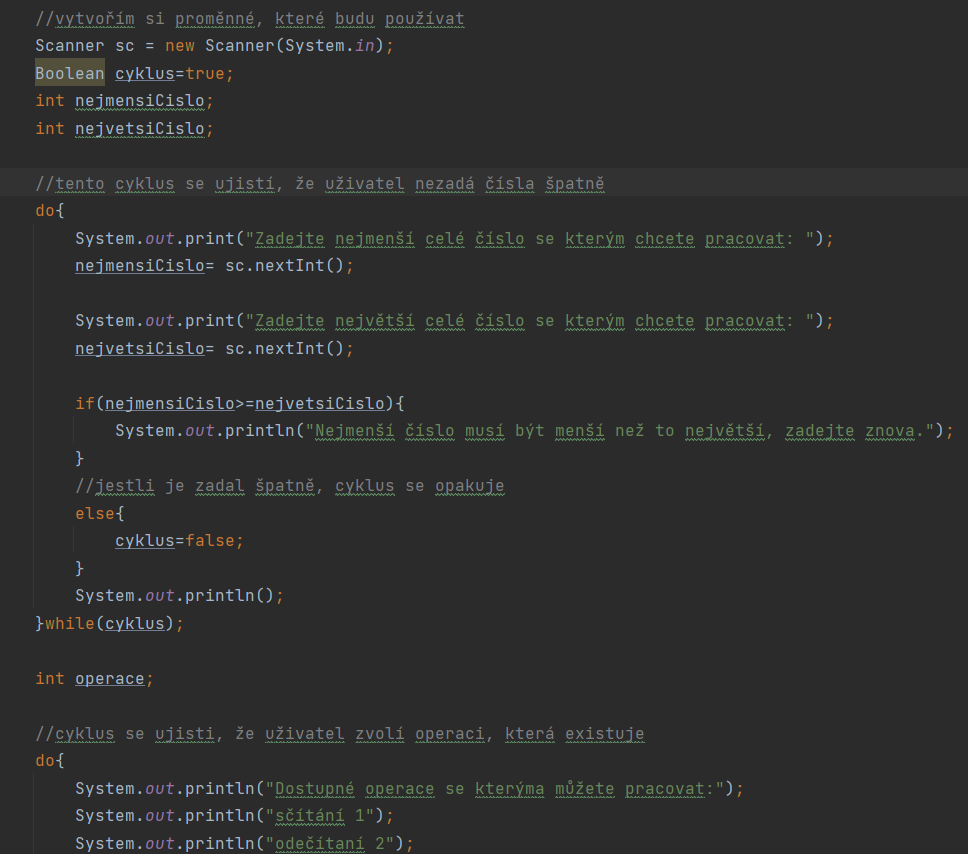 //vytvořím si proměnné, které budu používat
Scanner sc = new Scanner(System.in);
Boolean cyklus=true;
int nejmensiCislo;
int nejvetsiCislo;
//tento cyklus se ujistí, že uživatel nezadá čísla špatně
do{
System.out.print("Zadejte nejmenší celé číslo se kterým chcete pracovat: ");
nejmensiCislo= sc.nextInt();
System.out.print("Zadejte největší celé číslo se kterým chcete pracovat: ");
nejvetsiCislo= sc.nextInt();
if(nejmensiCislo>=nejvetsiCislo){
System.out.println("Nejmenší číslo musí být menší než to největší, zadejte znova.");
}
//jestli je zadal špatně, cyklus se opakuje
else{
cyklus=false;
}
System.out.println();
}while(cyklus);
int operace;
//cyklus se ujisti, že uživatel zvolí operaci, která existuje
do{
System.out.println("Dostupné operace se kterýma můžete pracovat:");
System.out.println("sčítání 1");
System.out.println("odečítaní 2");